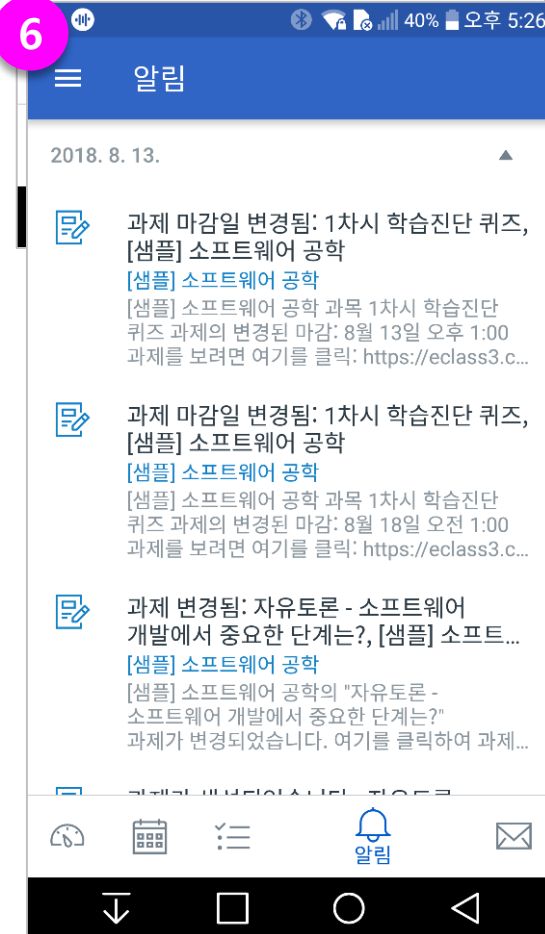 6
40% 오후 5:26
알림
2018. 8. 13.
과제 마감일 변경됨: 1차시 학습진단 퀴즈,
[샘플] 소프트웨어 공학
[샘플] 소프트웨어 공학
[샘플] 소프트웨어 공학 과목 1차시 학습진단
퀴즈 과제의 변경된 마감: 8월 13일 오후 1:00
과제를 보려면 여기를 클릭: https://eclass3.c...
과제 마감일 변경됨: 1차시 학습진단 퀴즈,
[샘플] 소프트웨어 공학
[샘플] 소프트웨어 공학
[샘플] 소프트웨어 공학 과목 1차시 학습진단
퀴즈 과제의 변경된 마감: 8월 18일 오전 1:00
과제를 보려면 여기를 클릭: https://eclass3.c...
과제 변경됨: 자유토론 - 소프트웨어
개발에서 중요한 단계는?, [샘플] 소프트...
[샘플] 소프트웨어 공학
[샘플] 소프트웨어 공학의 "자유토론 -
소프트웨어 개발에서 중요한 단계는?"
과제가 변경되었습니다. 여기를 클릭하여 과제...
알림